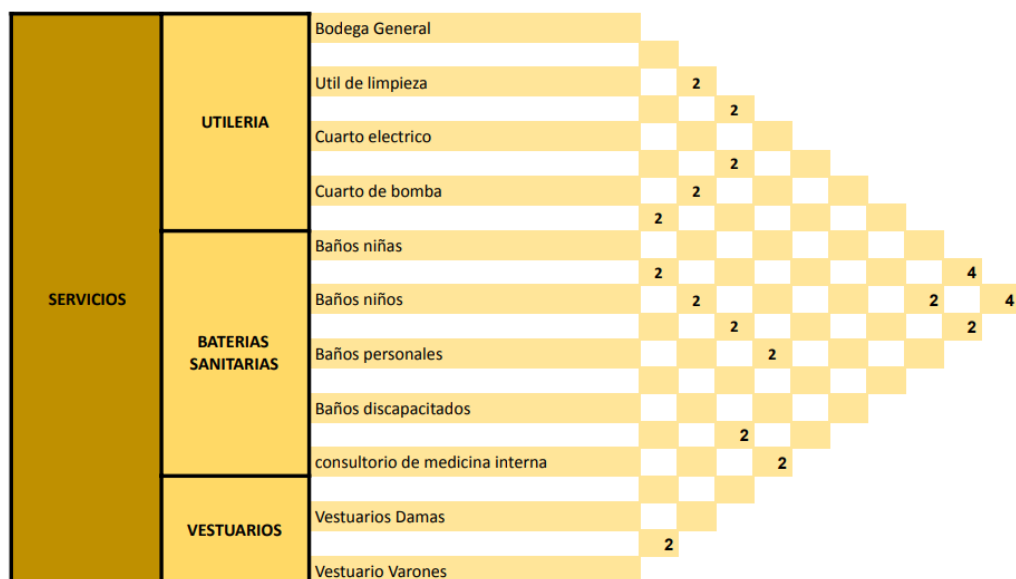 Bodega General
Util de limpieza 2
2
UTILERIA
Cuarto electrico
2
Cuarto de bomba 2
2
Baños niñas
2 4
SERVICIOS Baños niños 2 2 4
2 2
BATERIAS
SANITARIAS
Baños personales 2
Baños discapacitados
2
consultorio de medicina interna 2
Vestuarios Damas
VESTUARIOS
2
Vestuario Varones